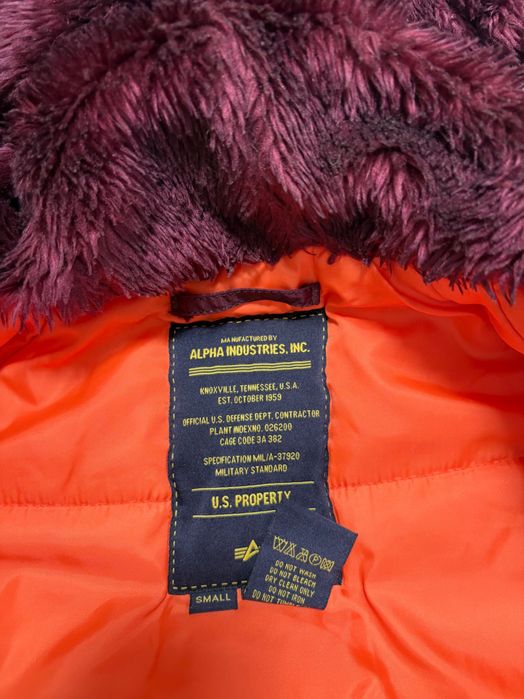 MANUFACTURED BY
ALPHA INDUSTRIES, INC.
KNOXVILLE, TENNESSEE, U.S.A.
EST. OCTOBER 1959
OFFICIAL U.S. DEFENSE DEPT. CONTRACTOR
PLANT INDEXNO. 026200
CAGE CODE 3A 382
SPECIFICATION MIL/A-37920
MILITARY STANDARD
U.S. PROPERTY
DO NOT WASH
DO NOT BLEACH
DRY CLEAN ONLY
DO NOT IRON
DO NOT TUMBLE
SMALL